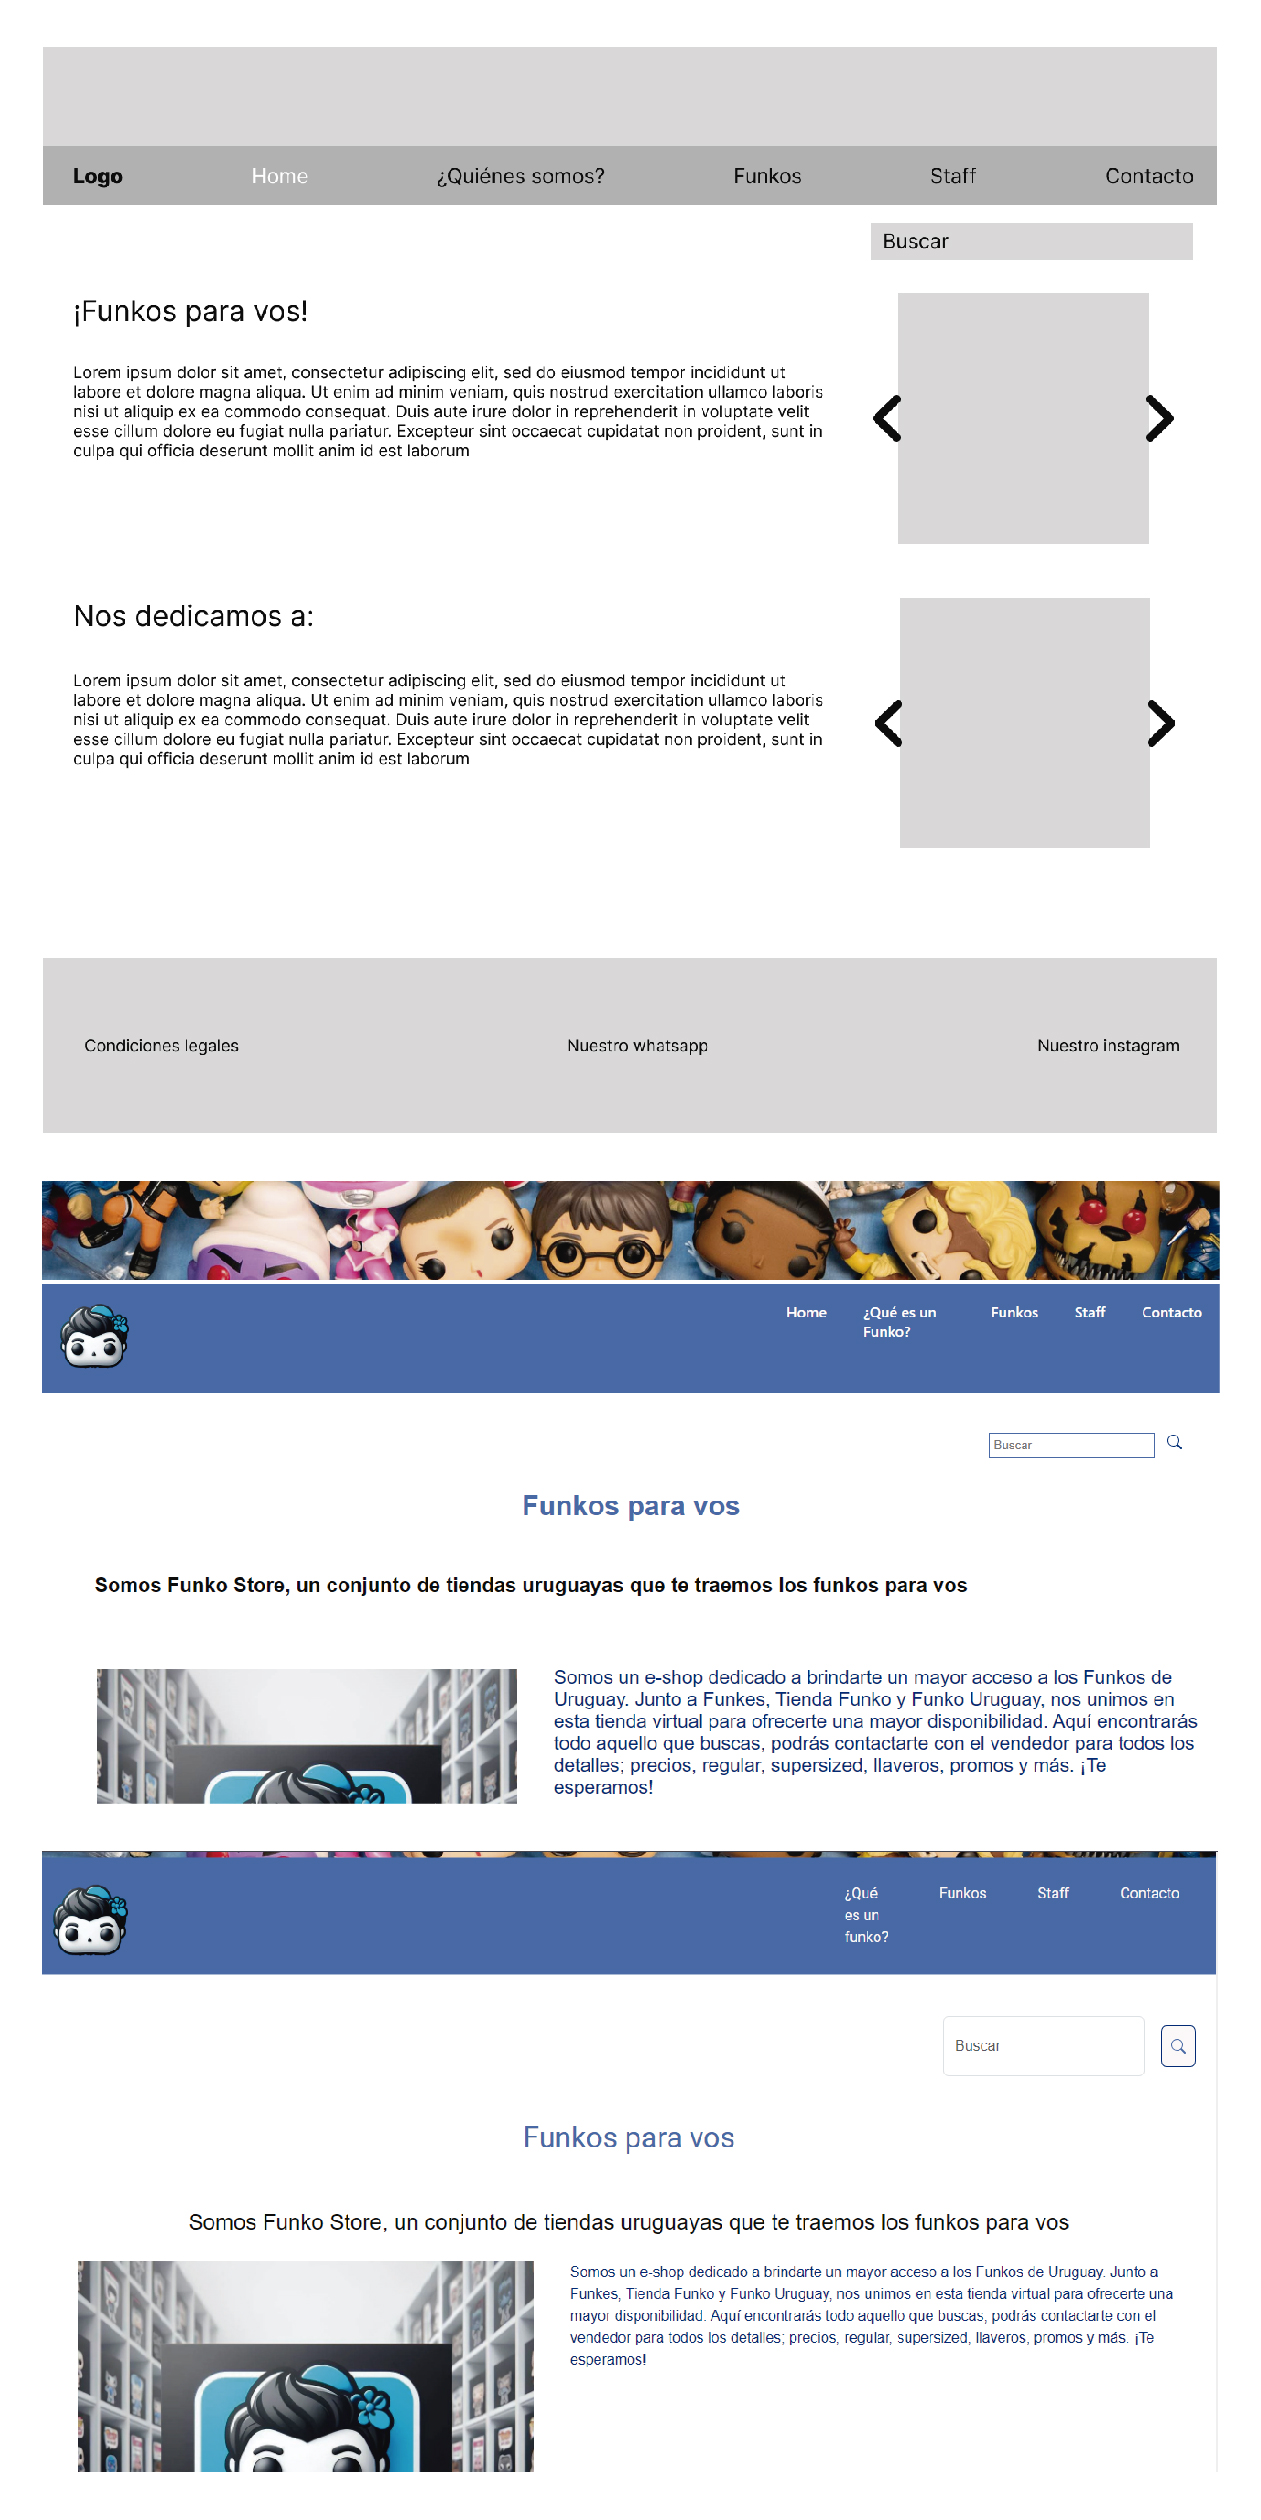 Logo Home ¿Quiénes somos? Funkos Staff Contacto
Buscar
¡Funkos para vos!
Lorem ipsum dolor sit amet, consectetur adipiscing elit, sed do eiusmod tempor incididunt ut
labore et dolore magna aliqua. Ut enim ad minim veniam, quis nostrud exercitation ullamco laboris
nisi ut aliquip ex ea commodo consequat. Duis aute irure dolor in reprehenderit in voluptate velit
esse cillum dolore eu fugiat nulla pariatur. Excepteur sint occaecat cupidatat non proident, sunt in
culpa qui officia deserunt mollit anim id est laborum
Nos dedicamos a:
Lorem ipsum dolor sit amet, consectetur adipiscing elit, sed do eiusmod tempor incididunt ut
labore et dolore magna aliqua. Ut enim ad minim veniam, quis nostrud exercitation ullamco laboris
nisi ut aliquip ex ea commodo consequat. Duis aute irure dolor in reprehenderit in voluptate velit
esse cillum dolore eu fugiat nulla pariatur. Excepteur sint occaecat cupidatat non proident, sunt in
culpa qui officia deserunt mollit anim id est laborum
Condiciones legales Nuestro whatsapp Nuestro instagram
Home ¿Qué es un Funkos Staff Contacto
Funko?
Buscar
Funkos para vos
Somos Funko Store, un conjunto de tiendas uruguayas que te traemos los funkos para vos
Somos un e-shop dedicado a brindarte un mayor acceso a los Funkos de
Uruguay. Junto a Funkes, Tienda Funko y Funko Uruguay, nos unimos en
esta tienda virtual para ofrecerte una mayor disponibilidad. Aquí encontrarás
todo aquello que buscas, podrás contactarte con el vendedor para todos los
detalles; precios, regular, supersized, llaveros, promos y más. ¡Te
esperamos!
¿Qué Funkos Staff Contacto
es un
funko?
Buscar
Funkos para vos
Somos Funko Store, un conjunto de tiendas uruguayas que te traemos los funkos para vos
Somos un e-shop dedicado a brindarte un mayor acceso a los Funkos de Uruguay. Junto a
Funkes, Tienda Funko y Funko Uruguay, nos unimos en esta tienda virtual para ofrecerte una
mayor disponibilidad. Aquí encontrarás todo aquello que buscas, podrás contactarte con el
vendedor para todos los detalles; precios, regular, supersized, llaveros, promos y más. ¡Te
esperamos!